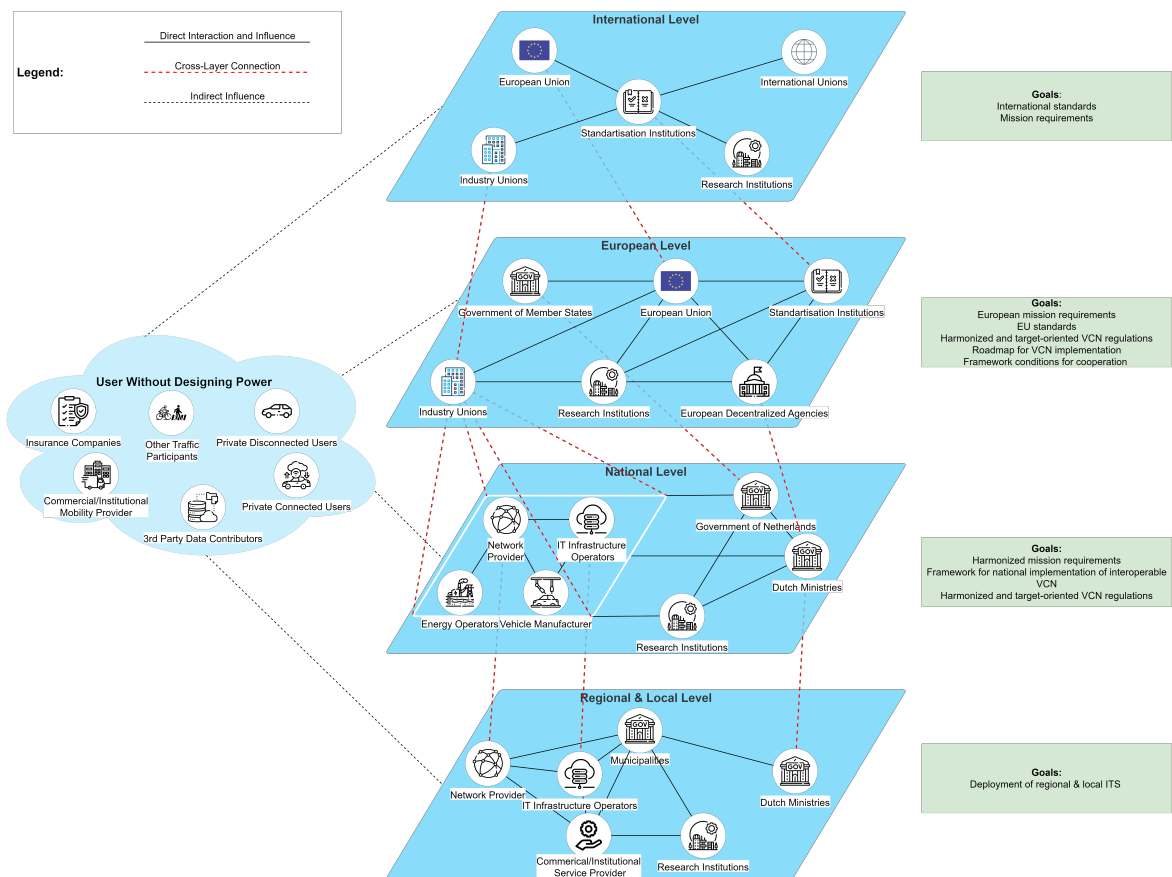 Legend:
Direct Interaction and Influence
Cross-Layer Connection
Indirect Influence
International Level
European Union
International Unions
Standartisation Institutions
Industry Unions
Research Institutions
Goals:
International standards
Mission requirements
European Level
Government of Member States
European Union
Standartisation Institutions
Industry Unions
Research Institutions
European Decentralized Agencies
GOV
Goals:
European mission requirements
EU standards
Harmonized and target-oriented VCN regulations
Roadmap for VCN implementation
Framework conditions for cooperation
User Without Designing Power
Insurance Companies
Other Traffic
Participants
Private Disconnected Users
Commercial/Institutional
Mobility Provider
3rd Party Data Contributors
Private Connected Users
National Level
GOV
Government of Netherlands
Network
Provider
IT Infrastructure
Operators
GOV
Dutch Ministries
Energy Operators
Vehicle Manufacturer
Research Institutions
Goals:
Harmonized mission requirements
Framework for national implementation of interoperable
VCN
Harmonized and target-oriented VCN regulations
Regional & Local Level
GOV
Municipalities
Network Provider
IT Infrastructure Operators
GOV
Dutch Ministries
Commerical/Institutional
Service Provider
Research Institutions
Goals:
Deployment of regional & local ITS